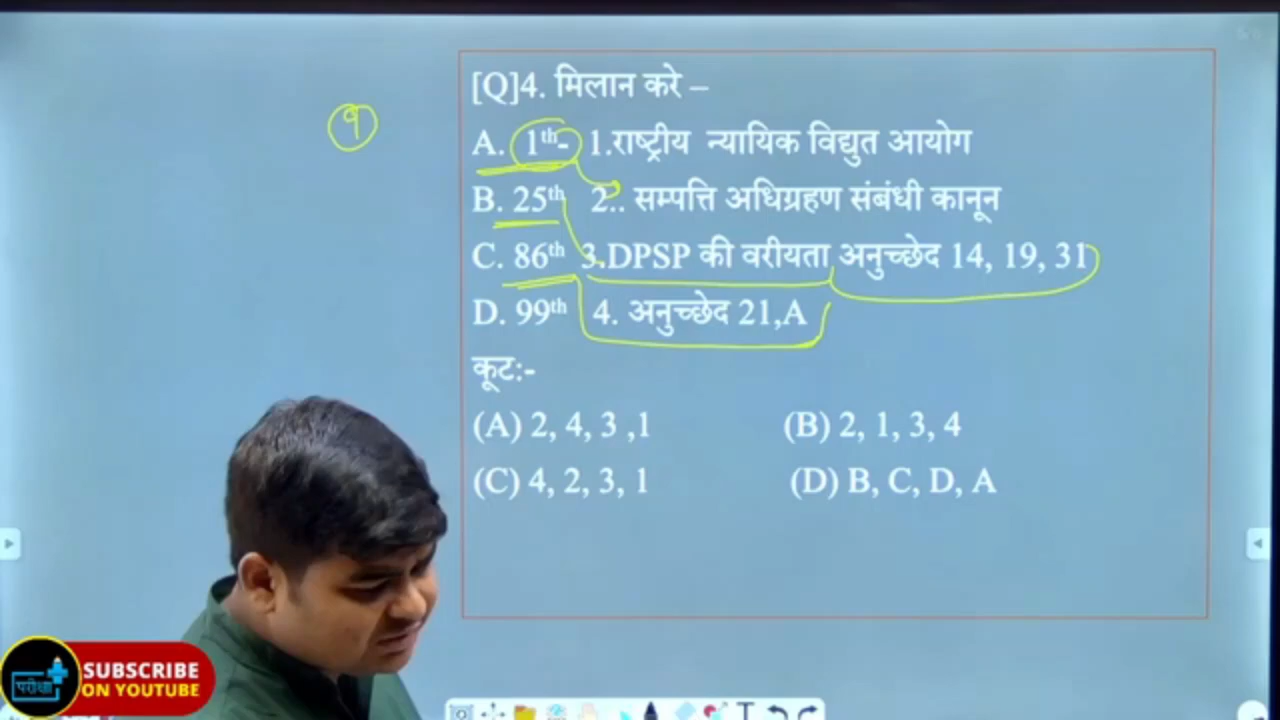 १
[Q]4. मिलान करे –
A. 1th- 1.राष्ट्रीय न्यायिक विद्युत आयोग
B. 25th 2.. सम्पत्ति अधिग्रहण संबंधी कानून
C. 86th 3.DPSP की वरीयता अनुच्छेद 14, 19, 31
D. 99th 4. अनुच्छेद 21,A
कूट:-
(A) 2, 4, 3 ,1 (B) 2, 1, 3, 4
(C) 4, 2, 3, 1 (D) B, C, D, A
परीक्षा
SUBSCRIBE
ON YOUTUBE